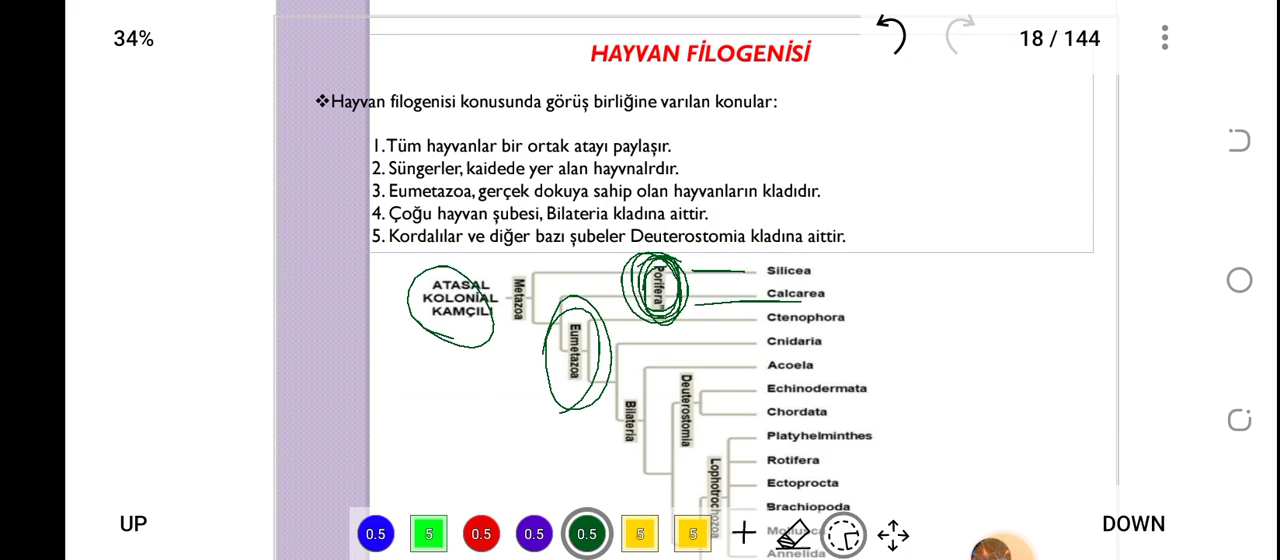 34%
18 / 144
HAYVAN FİLOGENİSİ
❖Hayvan filogenisi konusunda görüş birliğine varılan konular:
1. Tüm hayvanlar bir ortak atayı paylaşır.
2. Süngerler, kaidede yer alan hayvnalrdır.
3. Eumetazoa, gerçek dokuya sahip olan hayvanların kladıdır.
4. Çoğu hayvan şubesi, Bilateria kladına aittir.
5. Kordalılar ve diğer bazı şubeler Deuterostomia kladına aittir.
ATASAL
KOLONİAL
KAMÇILI
Metazoa
Porifera
Eumetazoa
Bilateria
Deuterostomia
Lophotrochozoa
Silicea
Calcarea
Ctenophora
Cnidaria
Acoela
Echinodermata
Chordata
Platyhelminthes
Rotifera
Ectoprocta
Brachiopoda
Mollusca
Annelida
UP
0.5
5
0.5
0.5
0.5
5
5
DOWN